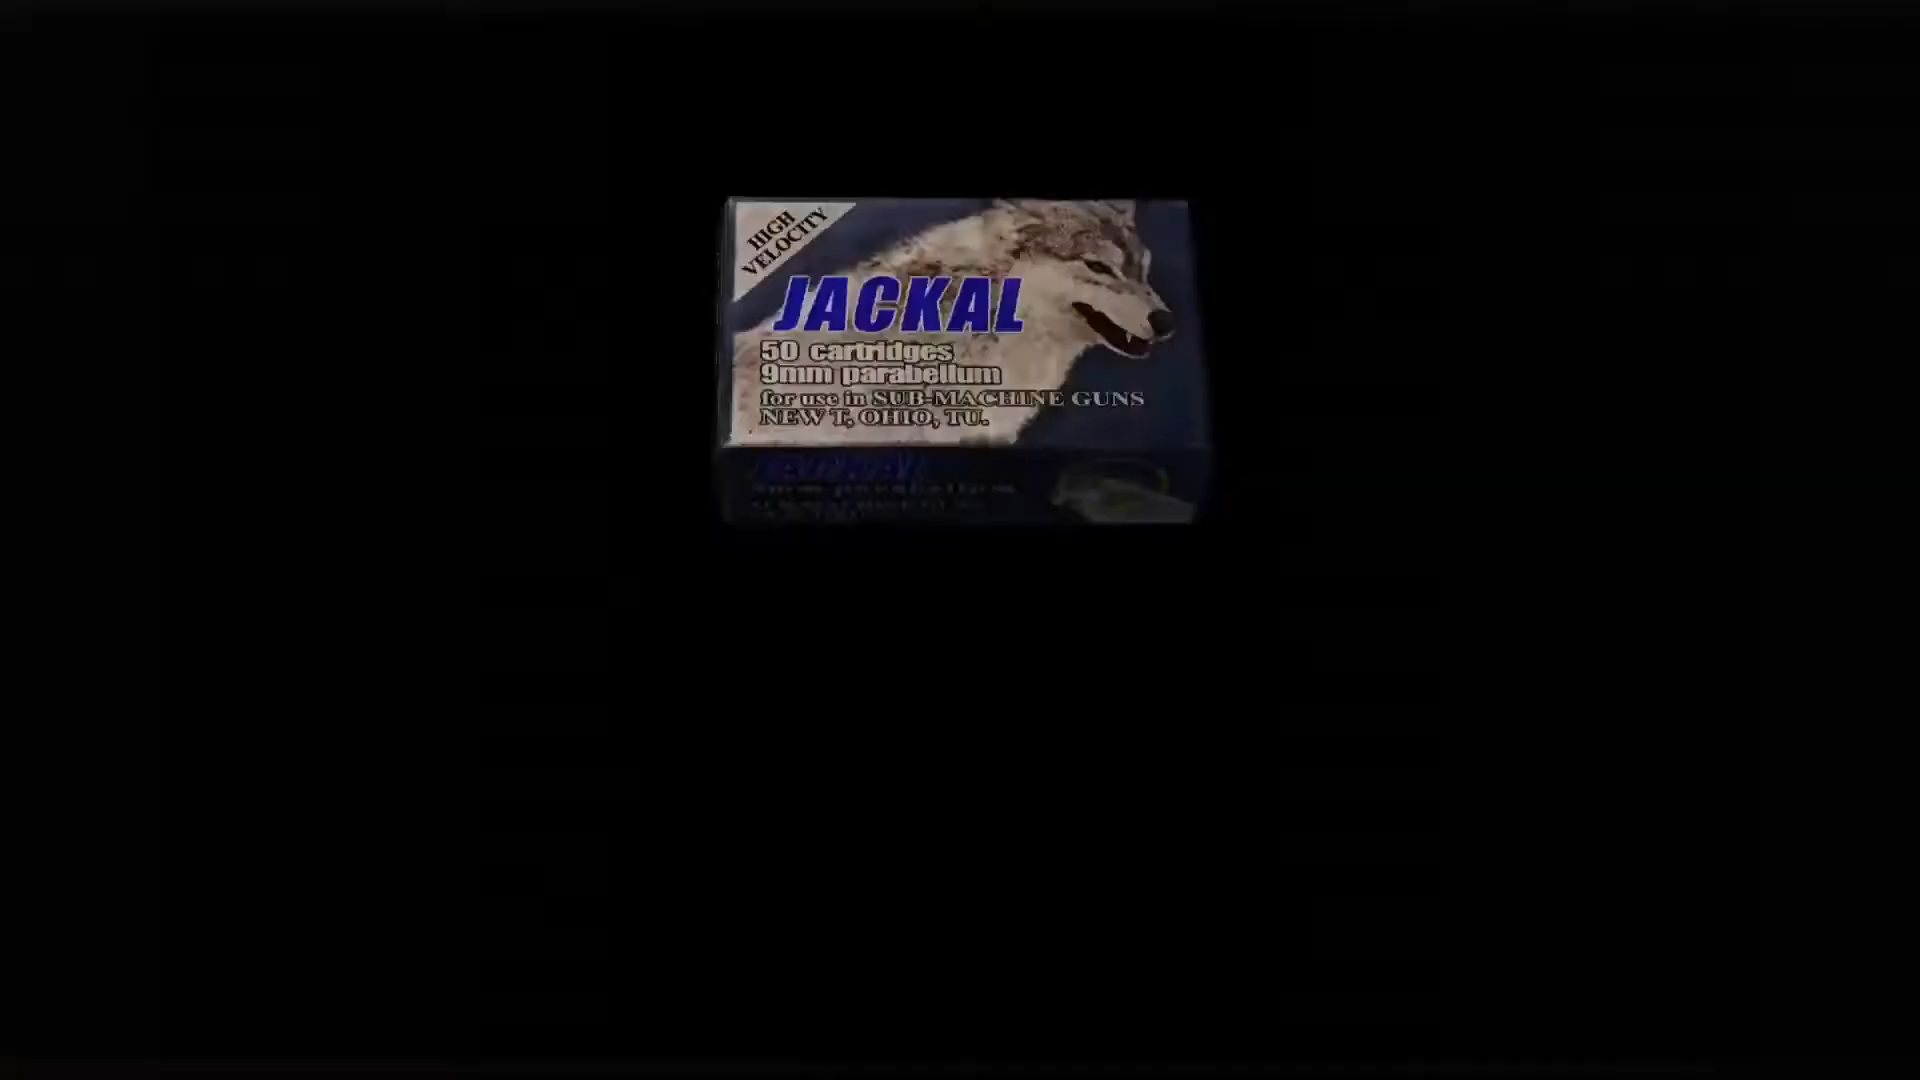 HIGH
VELOCITY
JACKAL
50 cartridges
9mm parabellum
for use in SUB-MACHINE GUNS
NEW T, OHIO, TU.